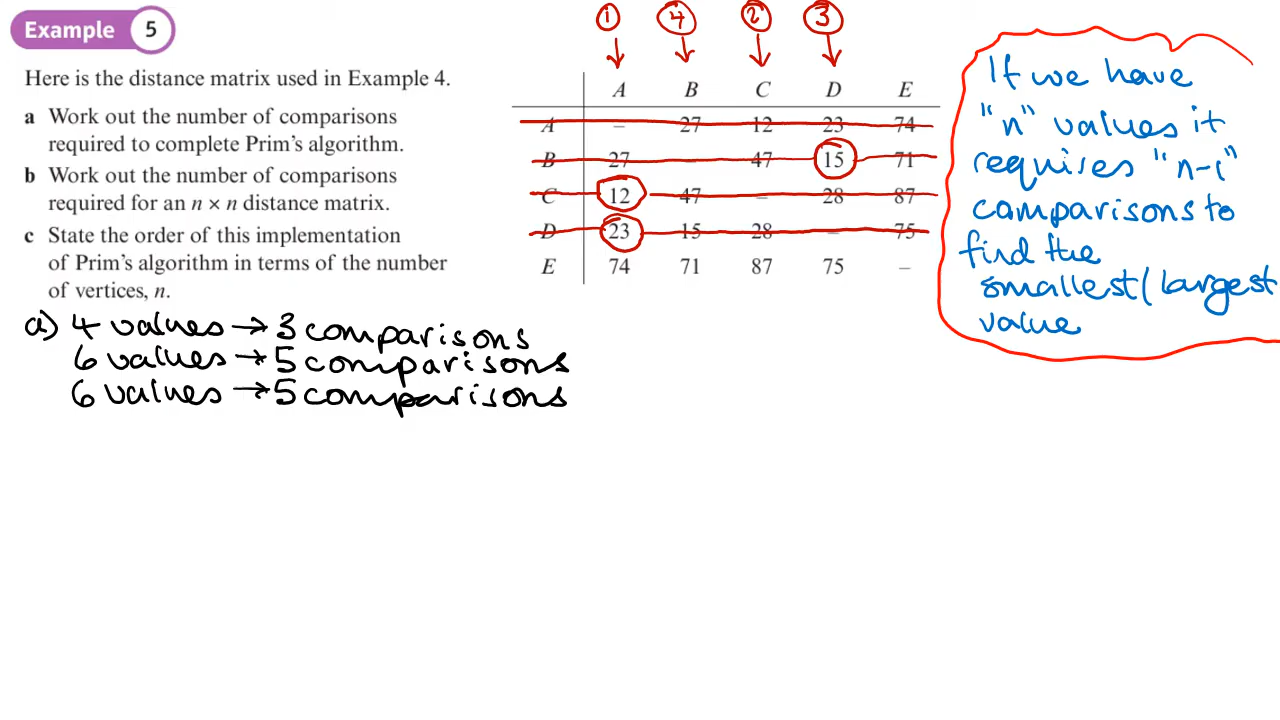 Example 5
Here is the distance matrix used in Example 4.
a Work out the number of comparisons
required to complete Prim's algorithm.
b Work out the number of comparisons
required for an n × n distance matrix.
c State the order of this implementation
of Prim's algorithm in terms of the number
of vertices, n.
① ④ ② ③
A B C D E
A – 27 12 23 74
B 27 47 15 71
C 12 47 – 28 87
D 23 15 28 – 75
E 74 71 87 75 –
If we have
"n" values it
requires "n-1"
comparisons to
find the
smallest/largest
value
a) 4 values → 3 comparisons
6 values → 5 comparisons
6 values → 5 comparisons